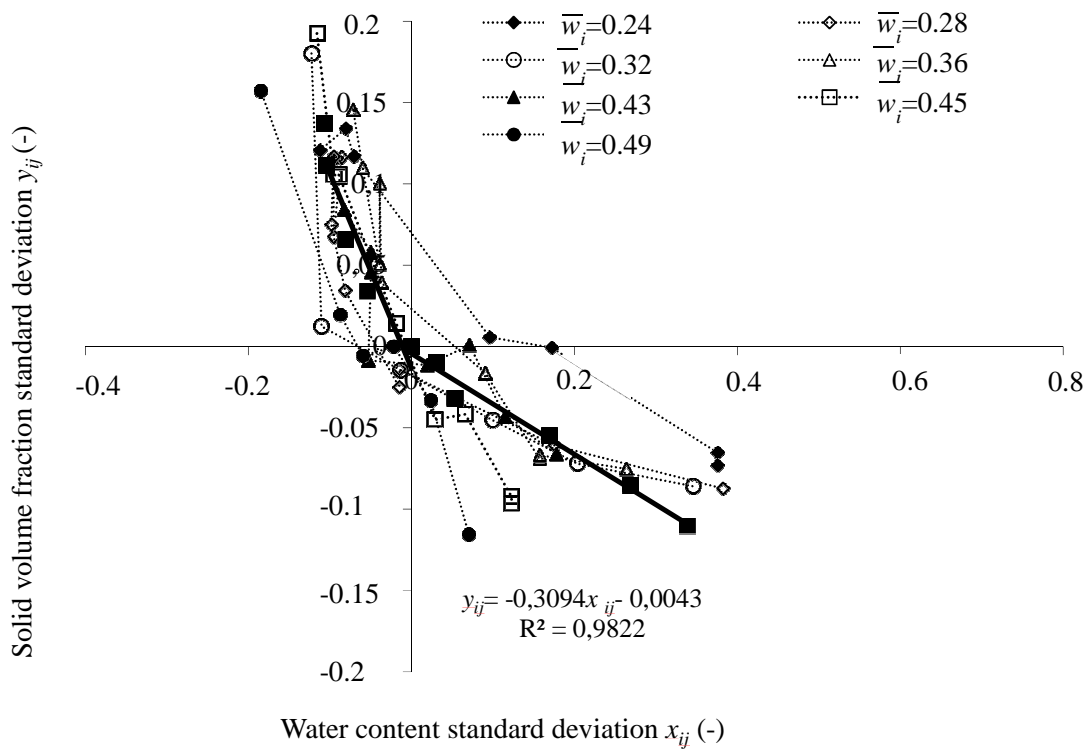 0.2
0,15
0,1
0,05
0
-0.05
-0.1
-0.15
-0.2
-0.4
-0.2
0
0.2
0.4
0.6
0.8
w̅i=0.24
w̅i=0.28
w̅i=0.32
w̅i=0.36
w̅i=0.43
w̅i=0.45
w̅i=0.49
yij= -0,3094x ij- 0,0043
R² = 0,9822
Solid volume fraction standard deviation yij (-)
Water content standard deviation xij (-)